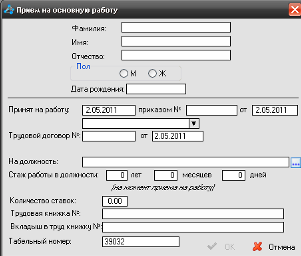 Прием на основную работу
Фамилия:
Имя:
Отчество:
Пол
М Ж
Дата рождения:
Принят на работу: 2.05.2011 приказом № от 2.05.2011
Трудовой договор №: от 2.05.2011
На должность: ...
Стаж работы в должности: 0 лет 0 месяцев 0 дней
(на момент приема на работу)
Количество ставок: 0.00
Трудовая книжка №:
Вкладыш в труд книжку №:
Табельный номер: 39032
ОК Отмена